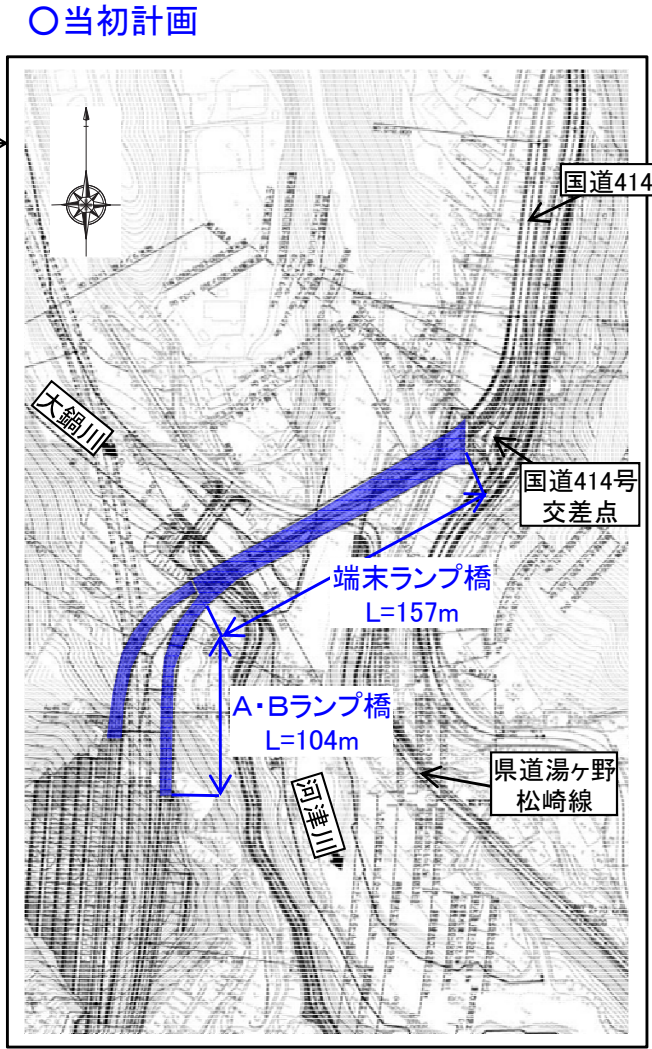 〇当初計画
国道414
大鍋川
国道414号
交差点
端末ランプ橋
L=157m
A・Bランプ橋
L=104m
県道湯ヶ野
松崎線
河津川